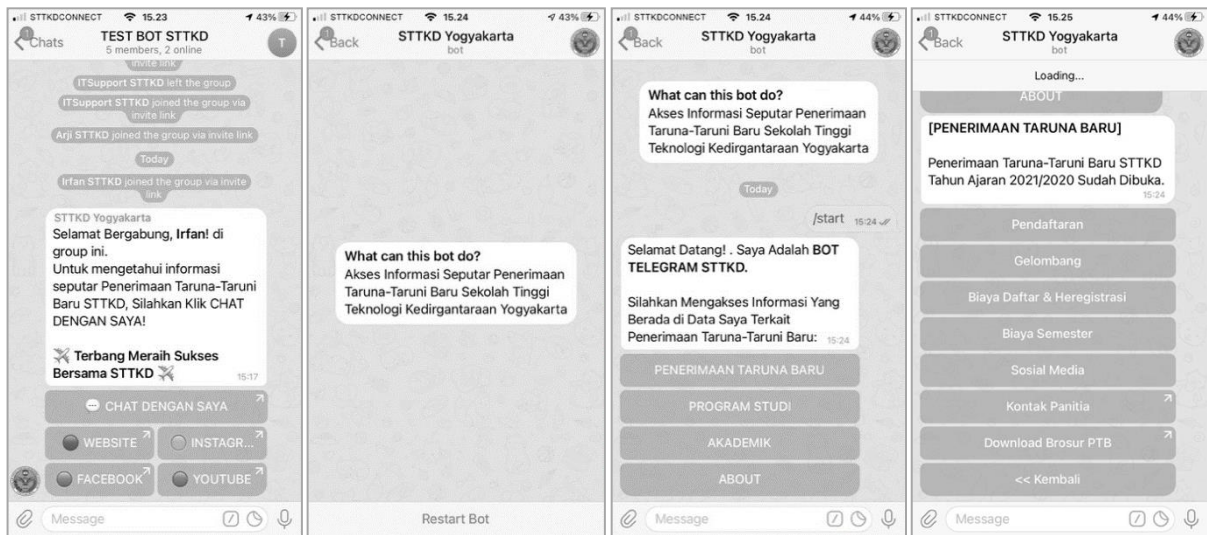 STTKDCONNECT 15.23 43%
1
Chats
TEST BOT STTKD
5 members, 2 online
T
invite link
ITSupport STTKD left the group
ITSupport STTKD joined the group via
invite link
Arji STTKD joined the group via invite link
Today
Irfan STTKD joined the group via invite
link
STTKD Yogyakarta
Selamat Bergabung, Irfan! di
group ini.
Untuk mengetahui informasi
seputar Penerimaan Taruna-Taruni
Baru STTKD, Silahkan Klik CHAT
DENGAN SAYA!
Terbang Meraih Sukses
Bersama STTKD
15:17
CHAT DENGAN SAYA
WEBSITE
INSTAGR...
FACEBOOK
YOUTUBE
Message
STTKDCONNECT 15.24 43%
1
Back
STTKD Yogyakarta
bot
What can this bot do?
Akses Informasi Seputar Penerimaan
Taruna-Taruni Baru Sekolah Tinggi
Teknologi Kedirgantaraan Yogyakarta
Restart Bot
STTKDCONNECT 15.24 44%
1
Back
STTKD Yogyakarta
bot
What can this bot do?
Akses Informasi Seputar Penerimaan
Taruna-Taruni Baru Sekolah Tinggi
Teknologi Kedirgantaraan Yogyakarta
Today
/start 15:24
Selamat Datang! . Saya Adalah BOT
TELEGRAM STTKD.
Silahkan Mengakses Informasi Yang
Berada di Data Saya Terkait
Penerimaan Taruna-Taruni Baru: 15:24
PENERIMAAN TARUNA BARU
PROGRAM STUDI
AKADEMIK
ABOUT
Message
STTKDCONNECT 15.25 44%
1
Back
STTKD Yogyakarta
bot
Loading...
ABOUT
[PENERIMAAN TARUNA BARU]
Penerimaan Taruna-Taruni Baru STTKD
Tahun Ajaran 2021/2020 Sudah Dibuka.
15:24
Pendaftaran
Gelombang
Biaya Daftar & Heregistrasi
Biaya Semester
Sosial Media
Kontak Panitia
Download Brosur PTB
<< Kembali
Message